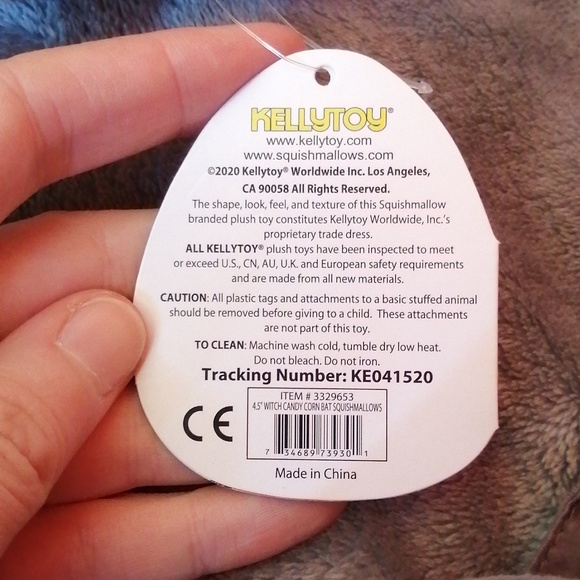 KELLYTOY®
www.kellytoy.com
www.squishmallows.com
©2020 Kellytoy® Worldwide Inc. Los Angeles,
CA 90058 All Rights Reserved.
The shape, look, feel, and texture of this Squishmallow
branded plush toy constitutes Kellytoy Worldwide, Inc.'s
proprietary trade dress.
ALL KELLYTOY® plush toys have been inspected to meet
or exceed U.S., CN, AU, U.K. and European safety requirements
and are made from all new materials.
CAUTION: All plastic tags and attachments to a basic stuffed animal
should be removed before giving to a child. These attachments
are not part of this toy.
TO CLEAN: Machine wash cold, tumble dry low heat.
Do not bleach. Do not iron.
Tracking Number: KE041520
ITEM # 3329653
4.5" WITCH CANDY CORN BAT SQUISHMALLOWS
CE
7 34689 73930 1
Made in China